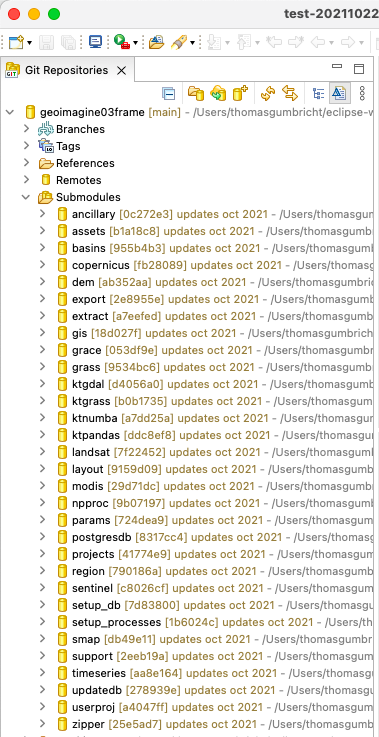 test-20211022
Git Repositories
geoimagine03frame [main] - /Users/thomasgumbricht/eclipse-w
Branches
Tags
References
Remotes
Submodules
ancillary [0c272e3] updates oct 2021 - /Users/thomasgumb
assets [b1a18c8] updates oct 2021 - /Users/thomasgumbri
basins [955b4b3] updates oct 2021 - /Users/thomasgumbr
copernicus [fb28089] updates oct 2021 - /Users/thomasgu
dem [ab352aa] updates oct 2021 - /Users/thomasgumbric
export [2e8955e] updates oct 2021 - /Users/thomasgumb
extract [a7eefed] updates oct 2021 - /Users/thomasgumb
gis [18d027f] updates oct 2021 - /Users/thomasgumbrich
grace [053df9e] updates oct 2021 - /Users/thomasgumbr
grass [9534bc6] updates oct 2021 - /Users/thomasgumbr
ktgdal [d4056a0] updates oct 2021 - /Users/thomasgumb
ktgrass [b0b1735] updates oct 2021 - /Users/thomasgumb
ktnumba [a7dd25a] updates oct 2021 - /Users/thomasgum
ktpandas [ddc8ef8] updates oct 2021 - /Users/thomasgum
landsat [7f22452] updates oct 2021 - /Users/thomasgumb
layout [9159d09] updates oct 2021 - /Users/thomasgumb
modis [29d71dc] updates oct 2021 - /Users/thomasgumbr
npproc [9b07197] updates oct 2021 - /Users/thomasgumb
params [724dea9] updates oct 2021 - /Users/thomasgum
postgresdb [8317cc4] updates oct 2021 - /Users/thomasg
projects [41774e9] updates oct 2021 - /Users/thomasgum
region [790186a] updates oct 2021 - /Users/thomasgumb
sentinel [c8026cf] updates oct 2021 - /Users/thomasgum
setup_db [7d83800] updates oct 2021 - /Users/thomasgu
setup_processes [1b6024c] updates oct 2021 - /Users/tho
smap [db49e11] updates oct 2021 - /Users/thomasgumbr
support [2eeb19a] updates oct 2021 - /Users/thomasgum
timeseries [aa8e164] updates oct 2021 - /Users/thomasgu
updatedb [278939e] updates oct 2021 - /Users/thomasgu
userproj [a4047ff] updates oct 2021 - /Users/thomasgum
zipper [25e5ad7] updates oct 2021 - /Users/thomasgumb